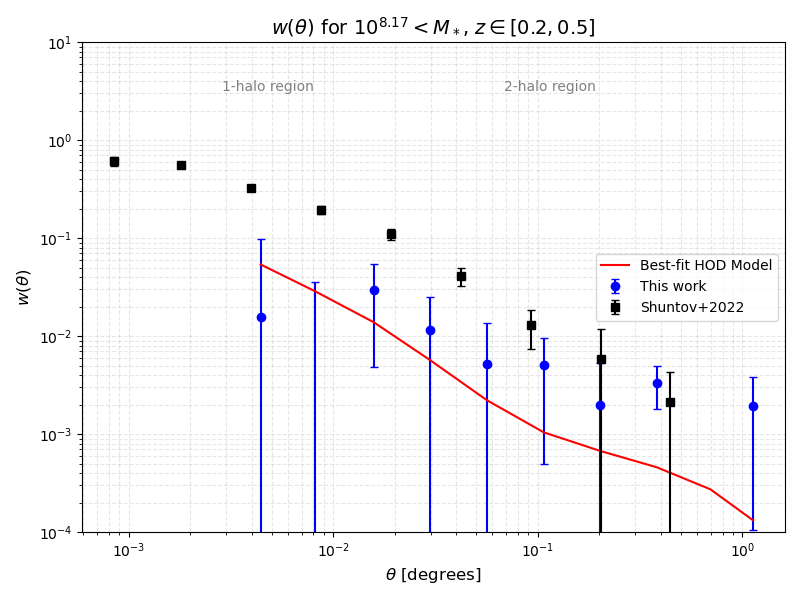 w(θ) for 10^8.17 < M_*, z ∈ [0.2, 0.5]
10^1
1-halo region
2-halo region
10^0
10^−1
Best-fit HOD Model
This work
Shuntov+2022
w(θ)
10^−2
10^−3
10^−4
10^−3
10^−2
10^−1
10^0
θ [degrees]